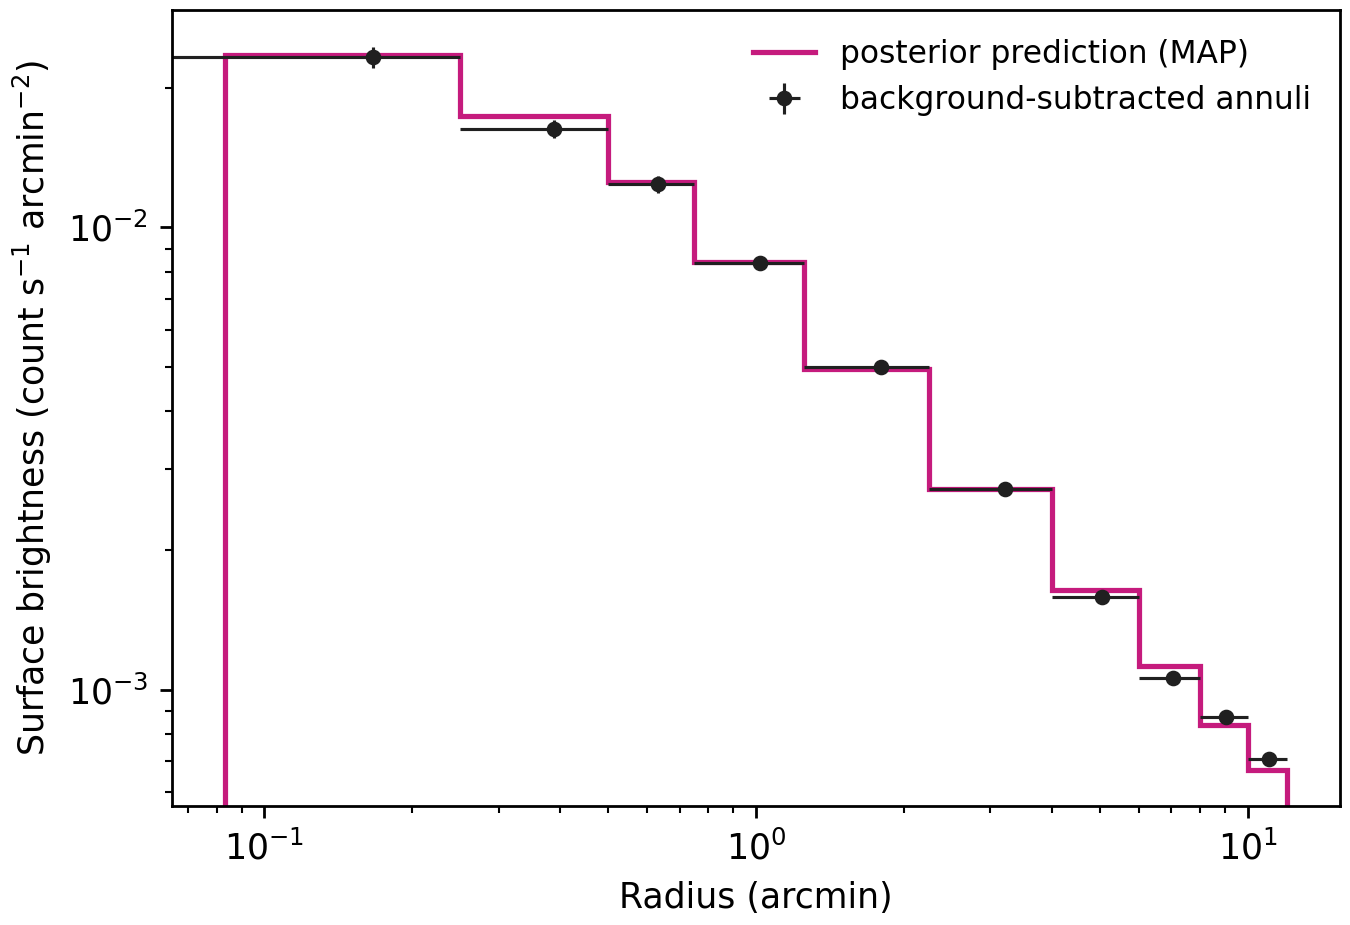 posterior prediction (MAP)
background-subtracted annuli
Surface brightness (count s⁻¹ arcmin⁻²)
10⁻²
10⁻³
10⁻¹
10⁰
10¹
Radius (arcmin)